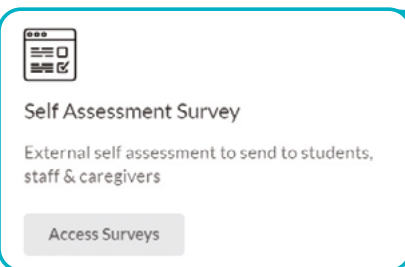 Self Assessment Survey
External self assessment to send to students,
staff & caregivers
Access Surveys